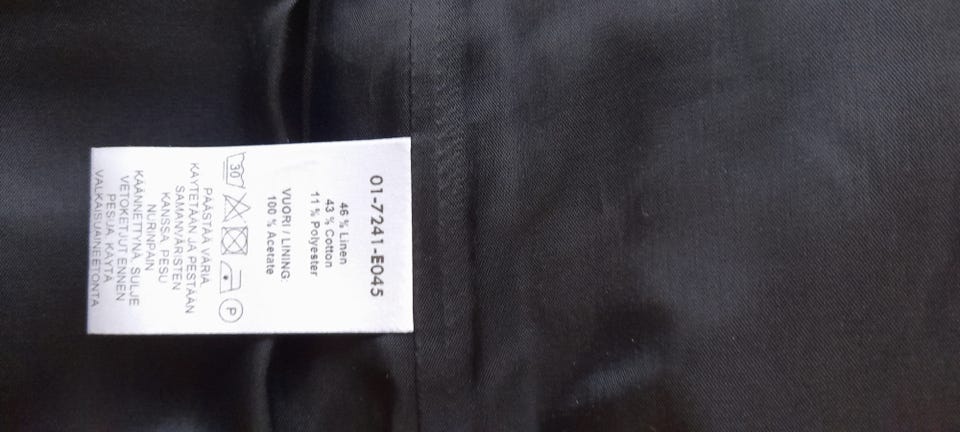 01-7241-E045
46 % Linen
43 % Cotton
11 % Polyester
VUORI / LINING:
100 % Acetate
30
P
PÄÄSTÄÄ VÄRIÄ
KÄYTETÄÄN JA PESTÄÄN
SAMANVÄRISTEN
KANSSA, PESU
NURINPÄIN
KÄÄNNETTYNÄ, SULJE
VETOKETJUT ENNEN
PESUA, KÄYTÄ
VALKAISUAINEETONTA